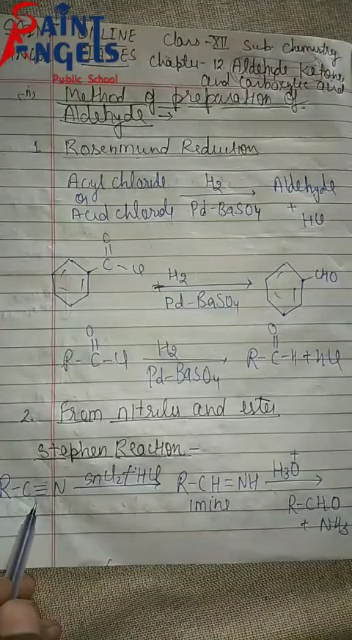 SAINT ANGELS
Public School
ONLINE
CLASSES
Class-XII Sub Chemistry
Chapter-12 Aldehyde Ketone,
and Carboxylic acid
Method of preparation of
Aldehyde →
1. Rosenmund Reduction
Acyl chloride H2 Aldehyde
or +
Acid chloride Pd-BaSO4 HCl
O
C-Cl + H2 CHO
Pd-BaSO4
O O
R-C-Cl H2 R-C-H+HCl
Pd-BaSO4
2. From nitriles and ester
Stephen Reaction -
R-C≡N SnCl2+HCl R-CH=NH H3O+
(imine) R-CHO
+ NH3